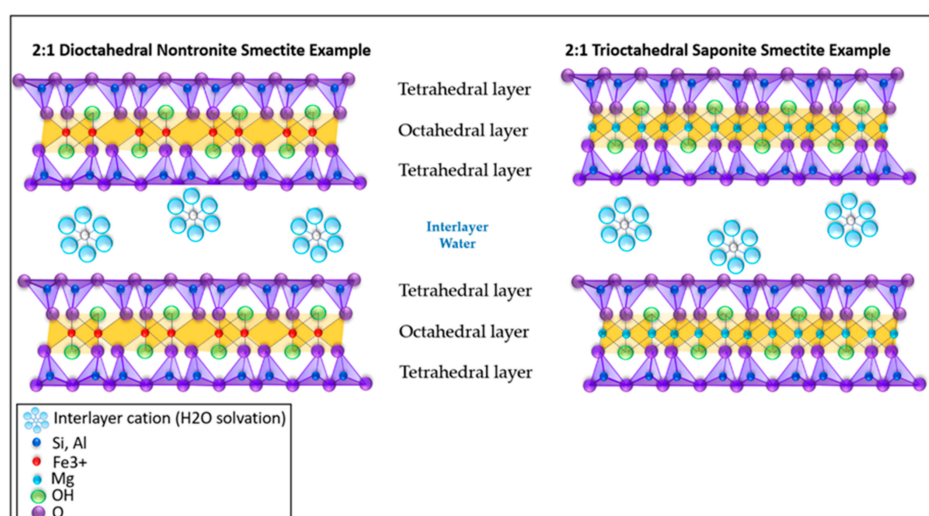 2:1 Dioctahedral Nontronite Smectite Example
2:1 Trioctahedral Saponite Smectite Example
Tetrahedral layer
Octahedral layer
Tetrahedral layer
Interlayer
Water
Tetrahedral layer
Octahedral layer
Tetrahedral layer
Interlayer cation (H2O solvation)
Si, Al
Fe3+
Mg
OH
O